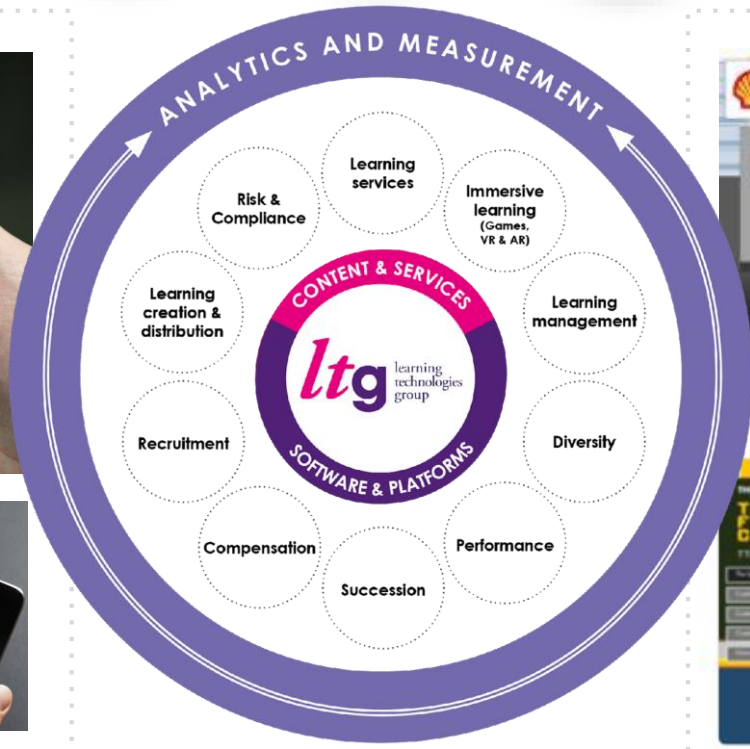 ANALYTICS AND MEASUREMENT
Learning
services
Immersive
learning
(Games,
VR & AR)
Risk &
Compliance
Learning
creation &
distribution
CONTENT & SERVICES
Learning
management
ltg learning
technologies
group
Recruitment
Diversity
SOFTWARE & PLATFORMS
Compensation
Performance
Succession